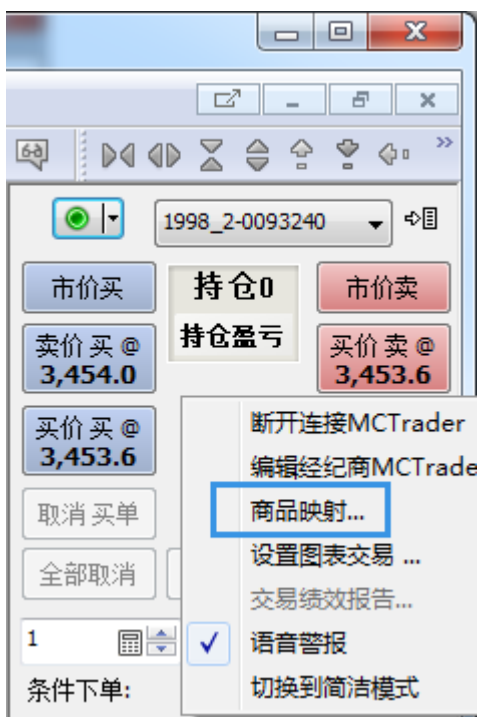 1998_2-0093240
市价买
持仓0
市价卖
卖价 买 @
3,454.0
持仓盈亏
买价 卖 @
3,453.6
买价 买 @
3,453.6
取消 买单
全部取消
1
条件下单:
断开连接MCTrader
编辑经纪商MCTrade
商品映射...
设置图表交易 ...
交易绩效报告...
语音警报
切换到简洁模式